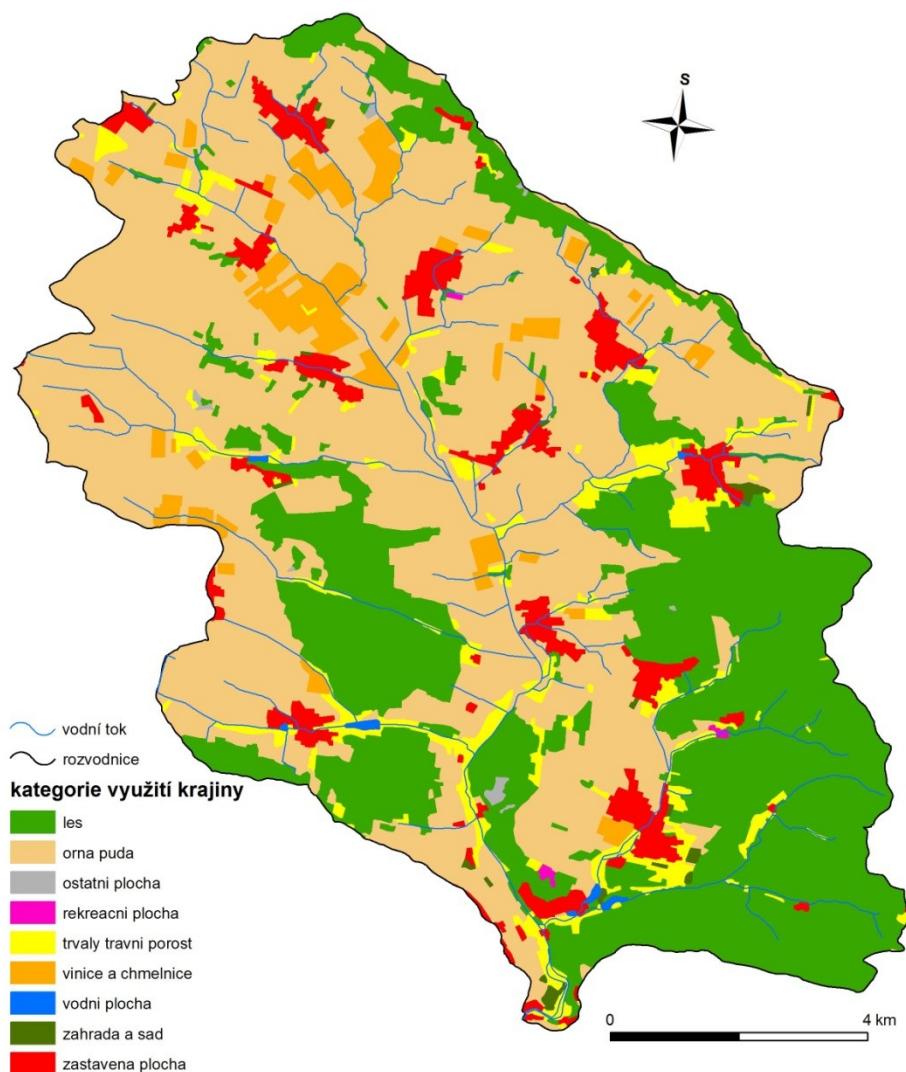 S
vodní tok
rozvodnice
kategorie využití krajiny
les
orna puda
ostatni plocha
rekreacni plocha
trvaly travni porost
vinice a chmelnice
vodni plocha
zahrada a sad
zastavena plocha
0 4 km